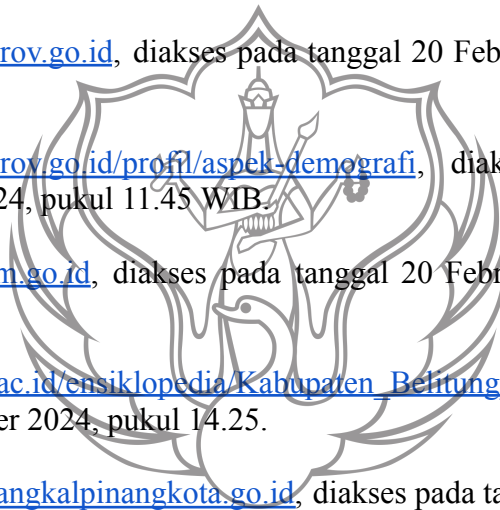 rov.go.id, diakses pada tanggal 20 Feb
rov.go.id/profil/aspek-demografi, diak
24, pukul 11.45 WIB.
n.go.id, diakses pada tanggal 20 Febr
ac.id/ensiklopedia/Kabupaten_Belitung
er 2024, pukul 14.25.
angkalpinangkota.go.id, diakses pada ta